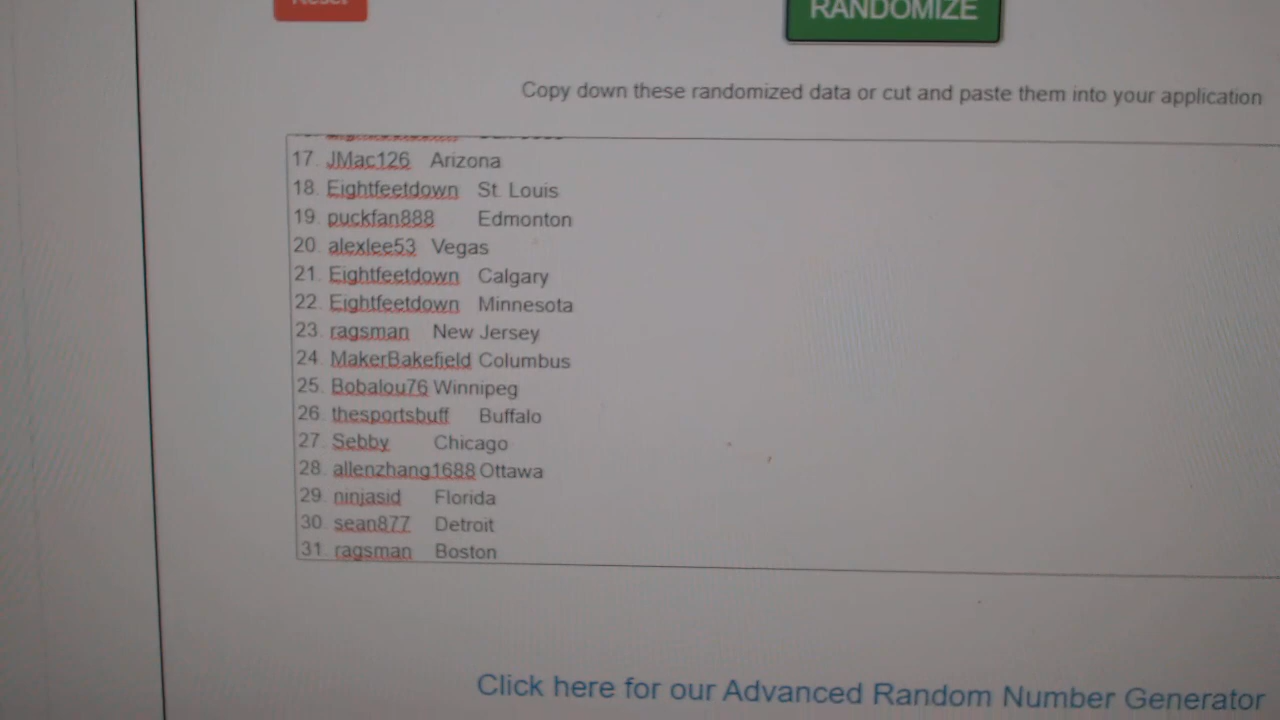 Reset
RANDOMIZE
Copy down these randomized data or cut and paste them into your application
17. JMac126 Arizona
18. Eightfeetdown St. Louis
19. puckfan888 Edmonton
20. alexlee53 Vegas
21. Eightfeetdown Calgary
22. Eightfeetdown Minnesota
23. ragsman New Jersey
24. MakerBakefield Columbus
25. Bobalou76 Winnipeg
26. thesportsbuff Buffalo
27. Sebby Chicago
28. allenzhang1688 Ottawa
29. ninjasid Florida
30. sean877 Detroit
31. ragsman Boston
Click here for our Advanced Random Number Generator